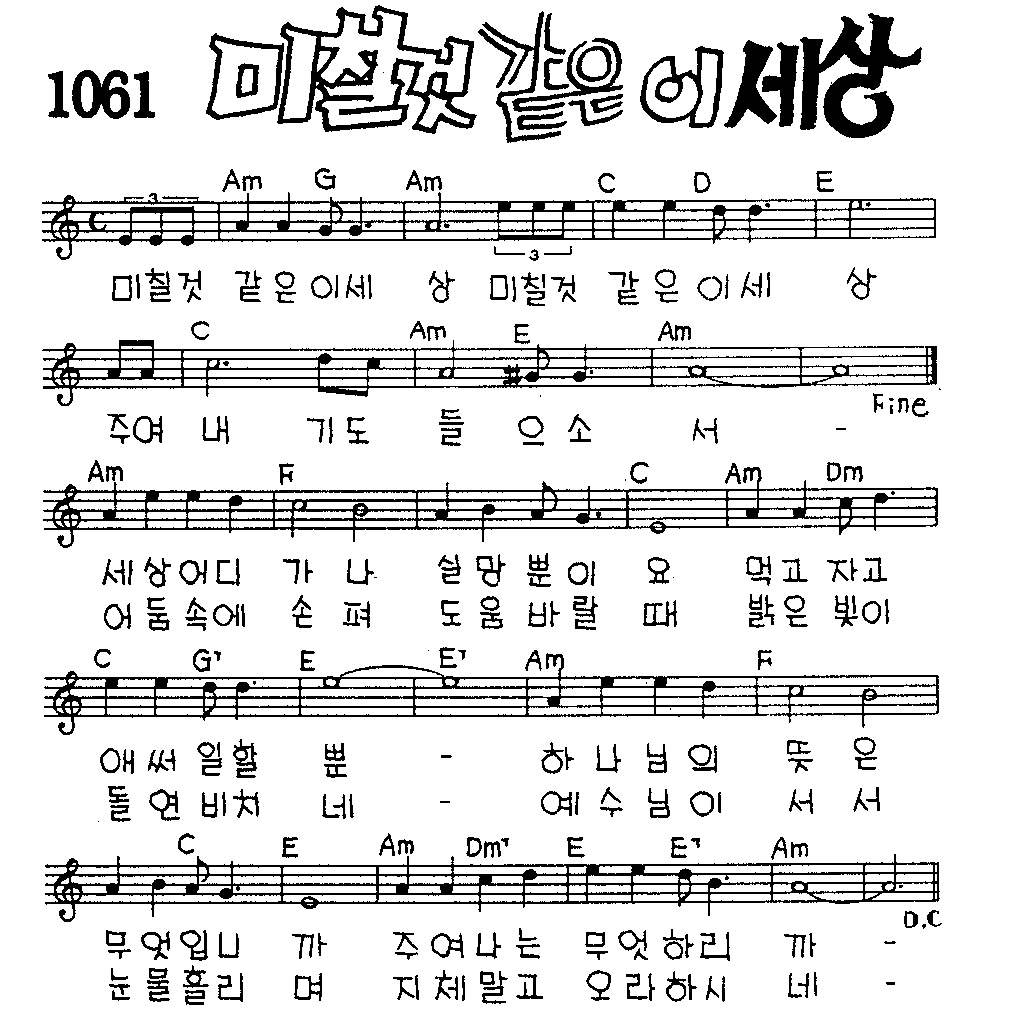 1061 미칠것 같은 이 세상
Am G Am C D E
3 3
미칠것 같은이세 상 미칠것 같은이세 상
C Am E Am
Fine
주여 내 기도 들 으소 서 -
Am F C Am Dm
세상어디 가 나 실망뿐이 요 먹고 자고
어둠속에 손 펴 도움바랄 때 밝은 빛이
C G7 E E7 Am F
애써 일할 뿐 - 하나님의 뜻 은
돌연비쳐 네 - 예수님이 서 서
C E Am Dm7 E E7 Am
D.C
무엇입니 까 주여나는 무엇하리 까 -
눈물흘리 며 지체말고 오라하시 네 -